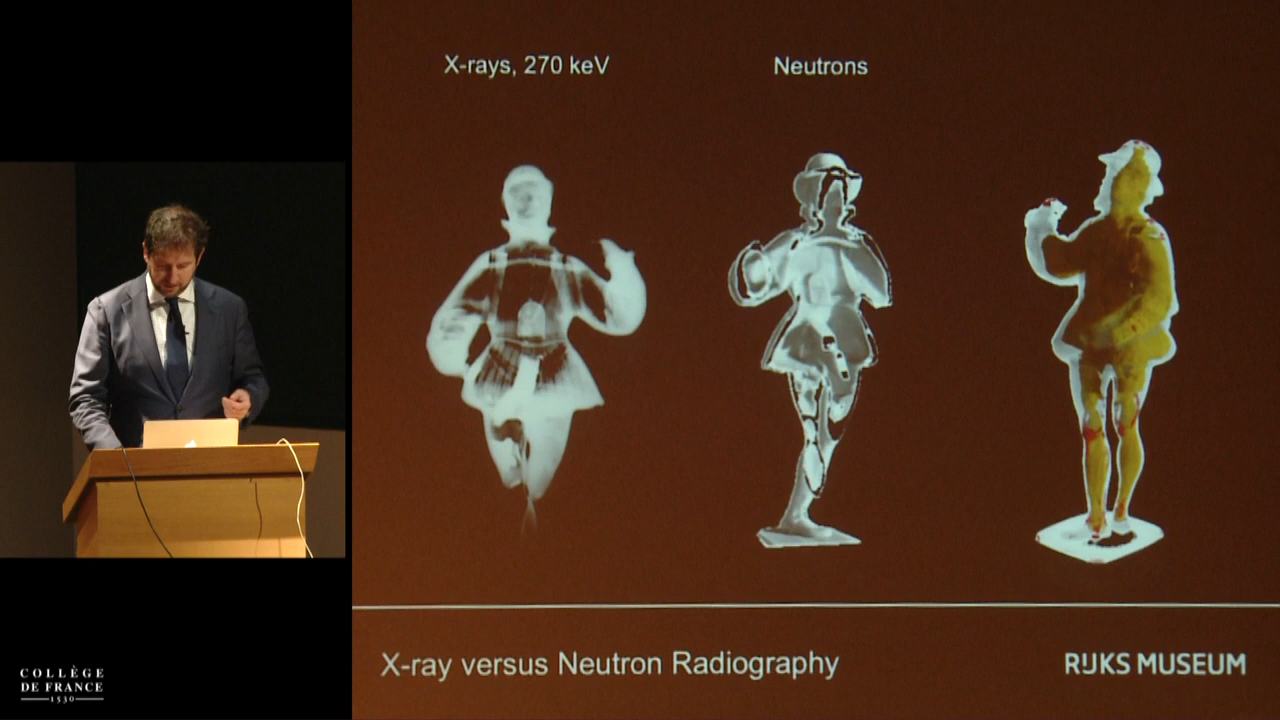 X-rays, 270 keV
Neutrons
X-ray versus Neutron Radiography
RIJKS MUSEUM
COLLÈGE
DE FRANCE
1530